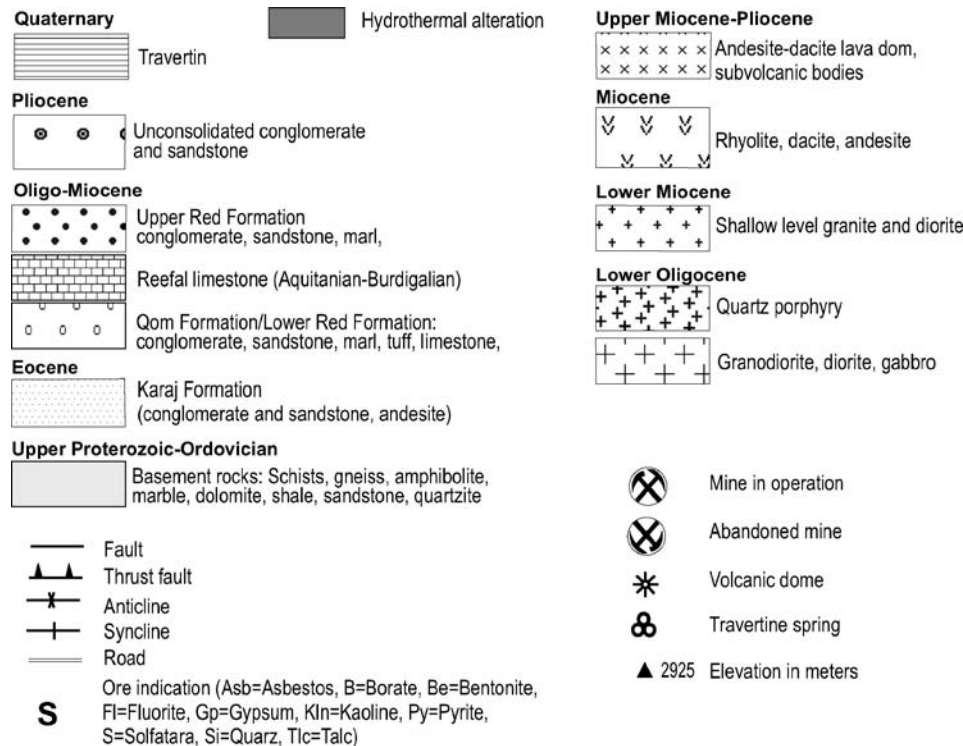 Quaternary
Travertin
Hydrothermal alteration
Pliocene
Unconsolidated conglomerate
and sandstone
Oligo-Miocene
Upper Red Formation
conglomerate, sandstone, marl,
Reefal limestone (Aquitanian-Burdigalian)
Qom Formation/Lower Red Formation:
conglomerate, sandstone, marl, tuff, limestone,
Eocene
Karaj Formation
(conglomerate and sandstone, andesite)
Upper Proterozoic-Ordovician
Basement rocks: Schists, gneiss, amphibolite,
marble, dolomite, shale, sandstone, quartzite
Fault
Thrust fault
Anticline
Syncline
Road
S
Ore indication (Asb=Asbestos, B=Borate, Be=Bentonite,
Fl=Fluorite, Gp=Gypsum, Kln=Kaoline, Py=Pyrite,
S=Solfatara, Si=Quarz, Tlc=Talc)
Upper Miocene-Pliocene
Andesite-dacite lava dom,
subvolcanic bodies
Miocene
Rhyolite, dacite, andesite
Lower Miocene
Shallow level granite and diorite
Lower Oligocene
Quartz porphyry
Granodiorite, diorite, gabbro
Mine in operation
Abandoned mine
Volcanic dome
Travertine spring
2925 Elevation in meters